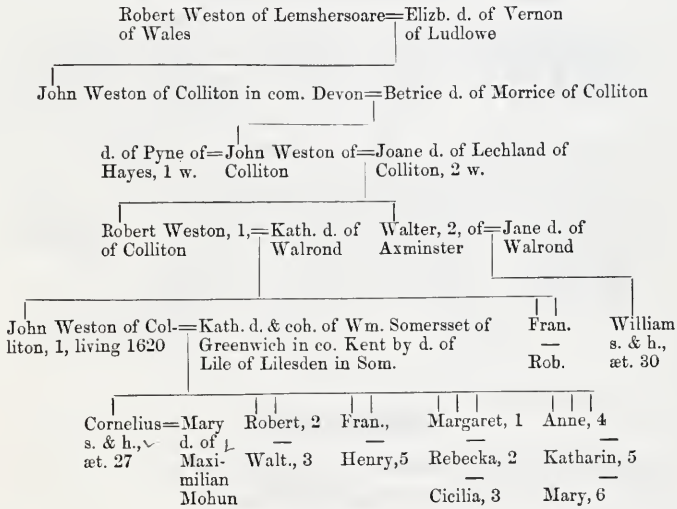 Robert Weston of Lemshersoare=Elizb. d. of Vernon
of Wales of Ludlowe
John Weston of Colliton in com. Devon=Betrice d. of Morrice of Colliton
d. of Pyne of=John Weston of=Joane d. of Lechland of
Hayes, 1 w. Colliton Colliton, 2 w.
Robert Weston, 1,=Kath. d. of Walter, 2, of=Jane d. of
of Colliton Walrond Axminster Walrond
John Weston of Col-=Kath. d. & coh. of Wm. Somersset of Fran. William
liton, 1, living 1620 Greenwich in co. Kent by d. of — s. & h.,
Lile of Lilesden in Som. Rob. æt. 30
Cornelius=Mary Robert, 2 Fran., Margaret, 1 Anne, 4
s. & h., d. of — — — —
æt. 27 Maxi- Walt., 3 Henry, 5 Rebecka, 2 Katharin, 5
milian — —
Mohun Cicilia, 3 Mary, 6